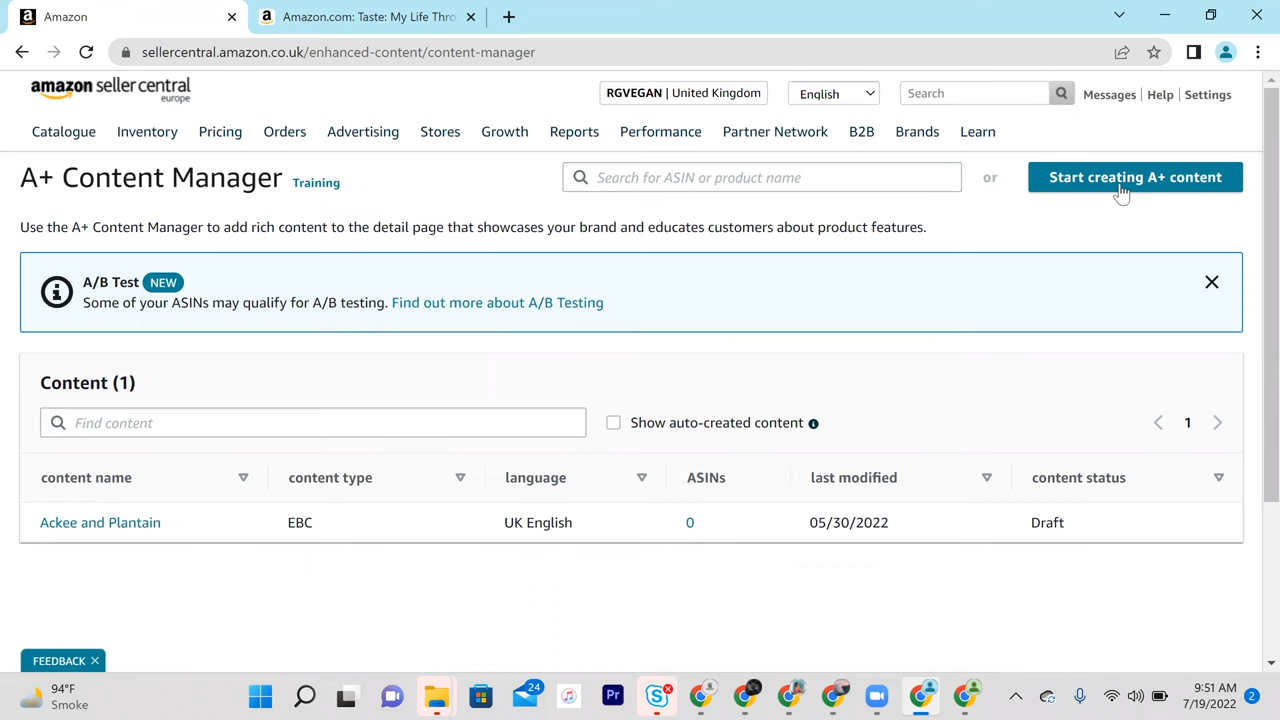 Amazon
Amazon.com: Taste: My Life Thro
sellercentral.amazon.co.uk/enhanced-content/content-manager
amazon seller central
europe
RGVEGAN | United Kingdom
English
Search
Messages | Help | Settings
Catalogue Inventory Pricing Orders Advertising Stores Growth Reports Performance Partner Network B2B Brands Learn
A+ Content Manager Training
Search for ASIN or product name
or
Start creating A+ content
Use the A+ Content Manager to add rich content to the detail page that showcases your brand and educates customers about product features.
A/B Test NEW
Some of your ASINs may qualify for A/B testing. Find out more about A/B Testing
Content (1)
Find content
Show auto-created content
1
content name content type language ASINs last modified content status
Ackee and Plantain EBC UK English 0 05/30/2022 Draft
FEEDBACK
94°F
Smoke
24
Pr
9:51 AM
7/19/2022
2